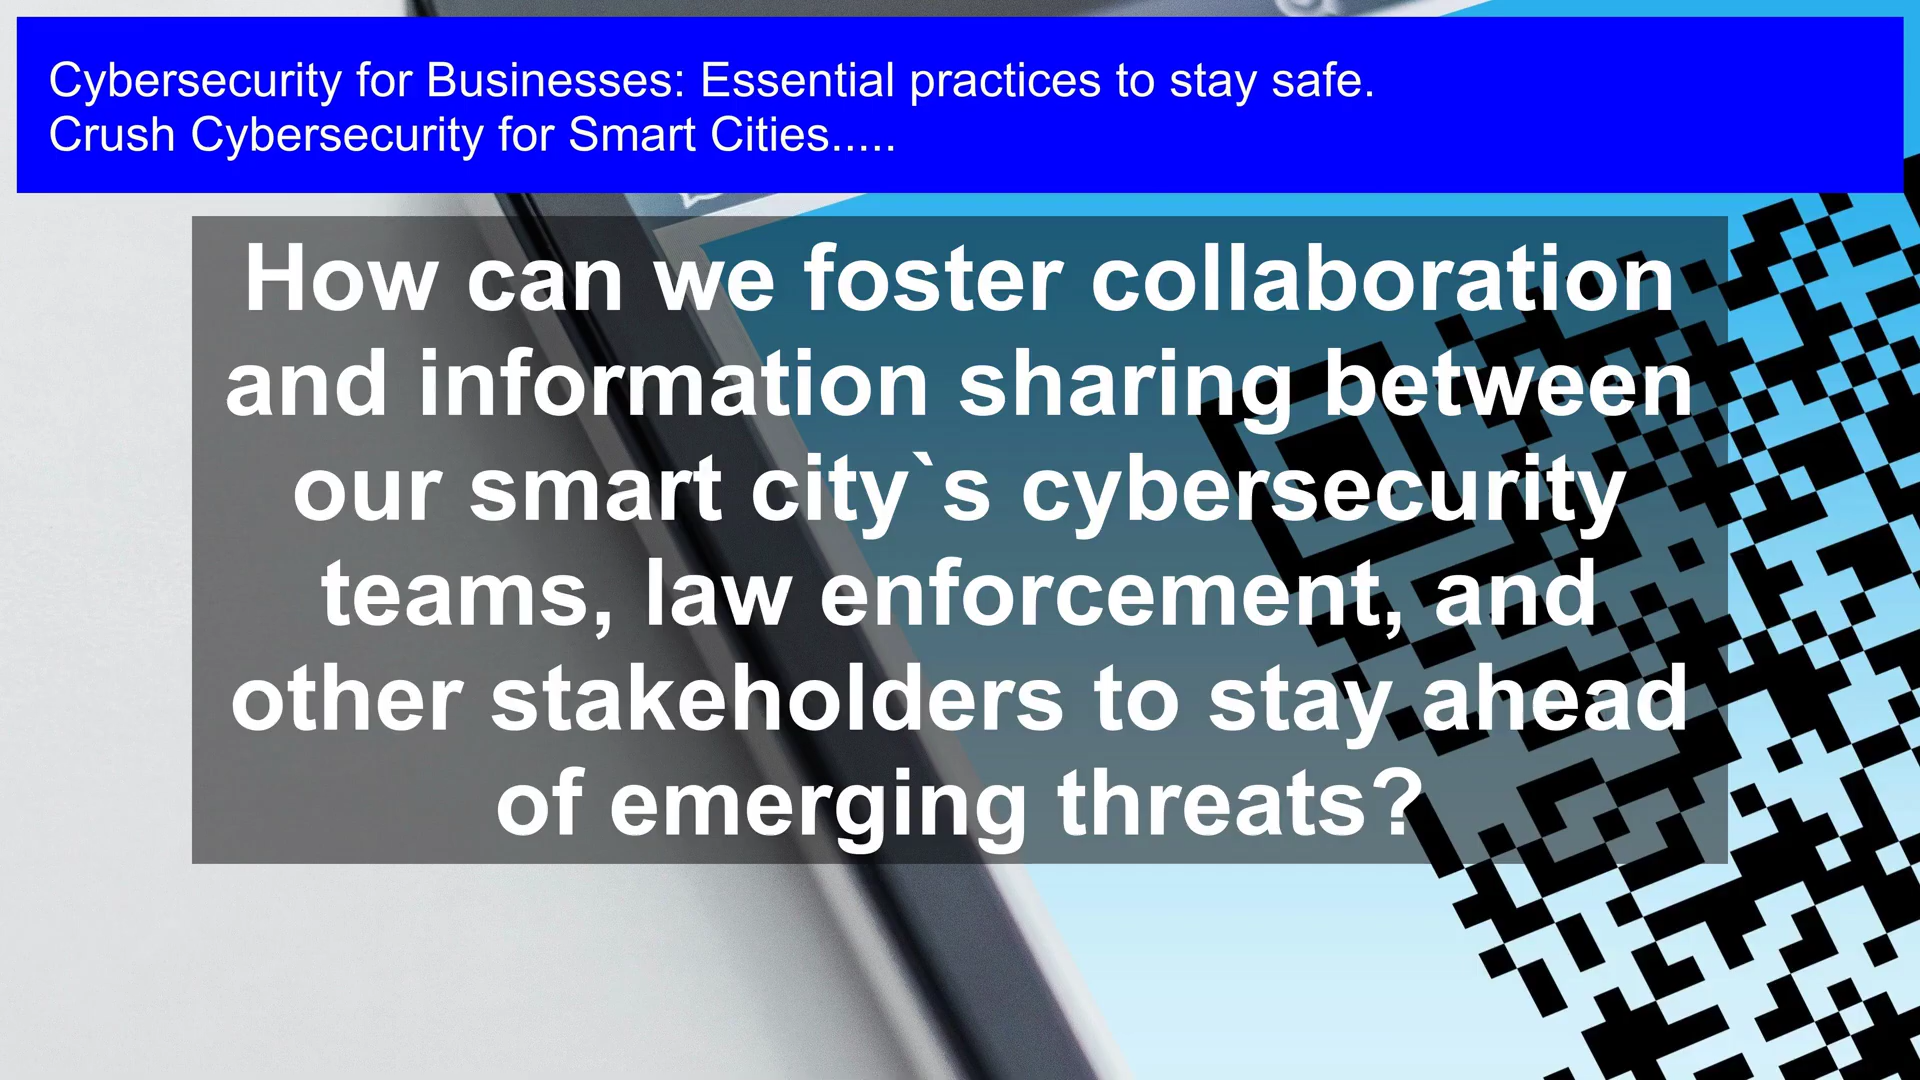 Cybersecurity for Businesses: Essential practices to stay safe.
Crush Cybersecurity for Smart Cities.....
How can we foster collaboration
and information sharing between
our smart city`s cybersecurity
teams, law enforcement, and
other stakeholders to stay ahead
of emerging threats?